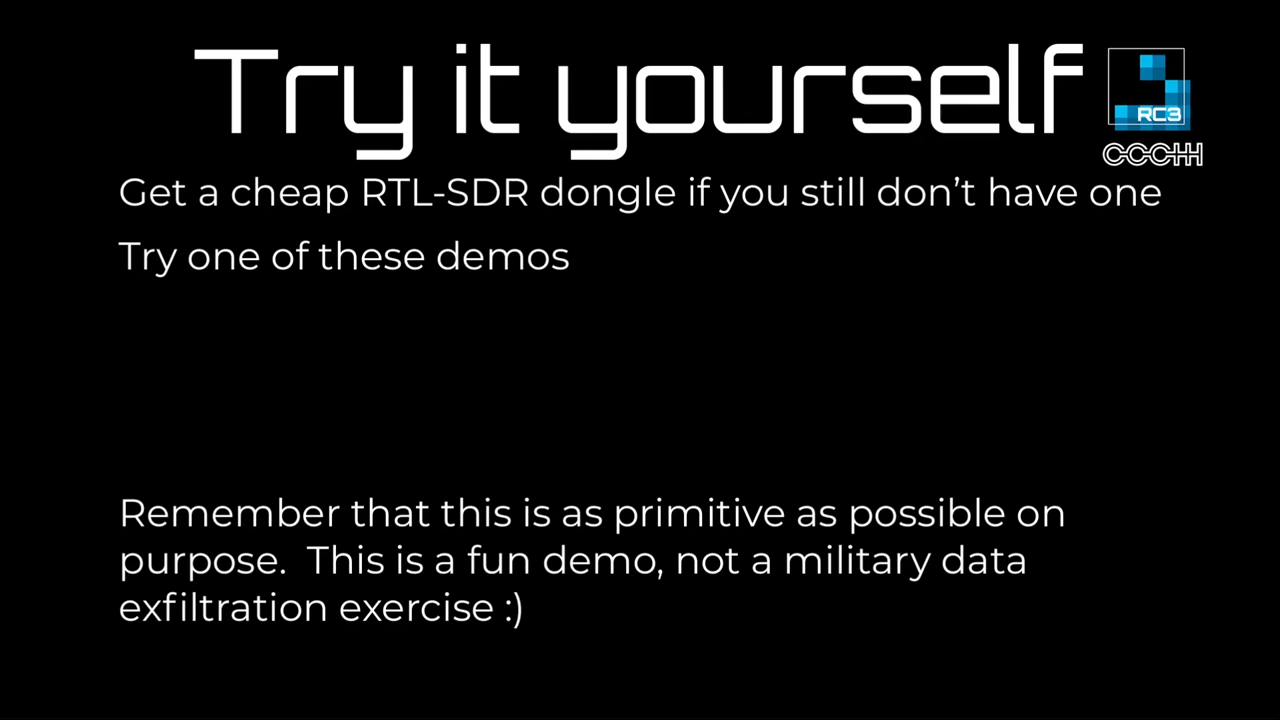 Try it yourself
RC3
CCCHH
Get a cheap RTL-SDR dongle if you still don’t have one
Try one of these demos
Remember that this is as primitive as possible on
purpose.  This is a fun demo, not a military data
exfiltration exercise :)